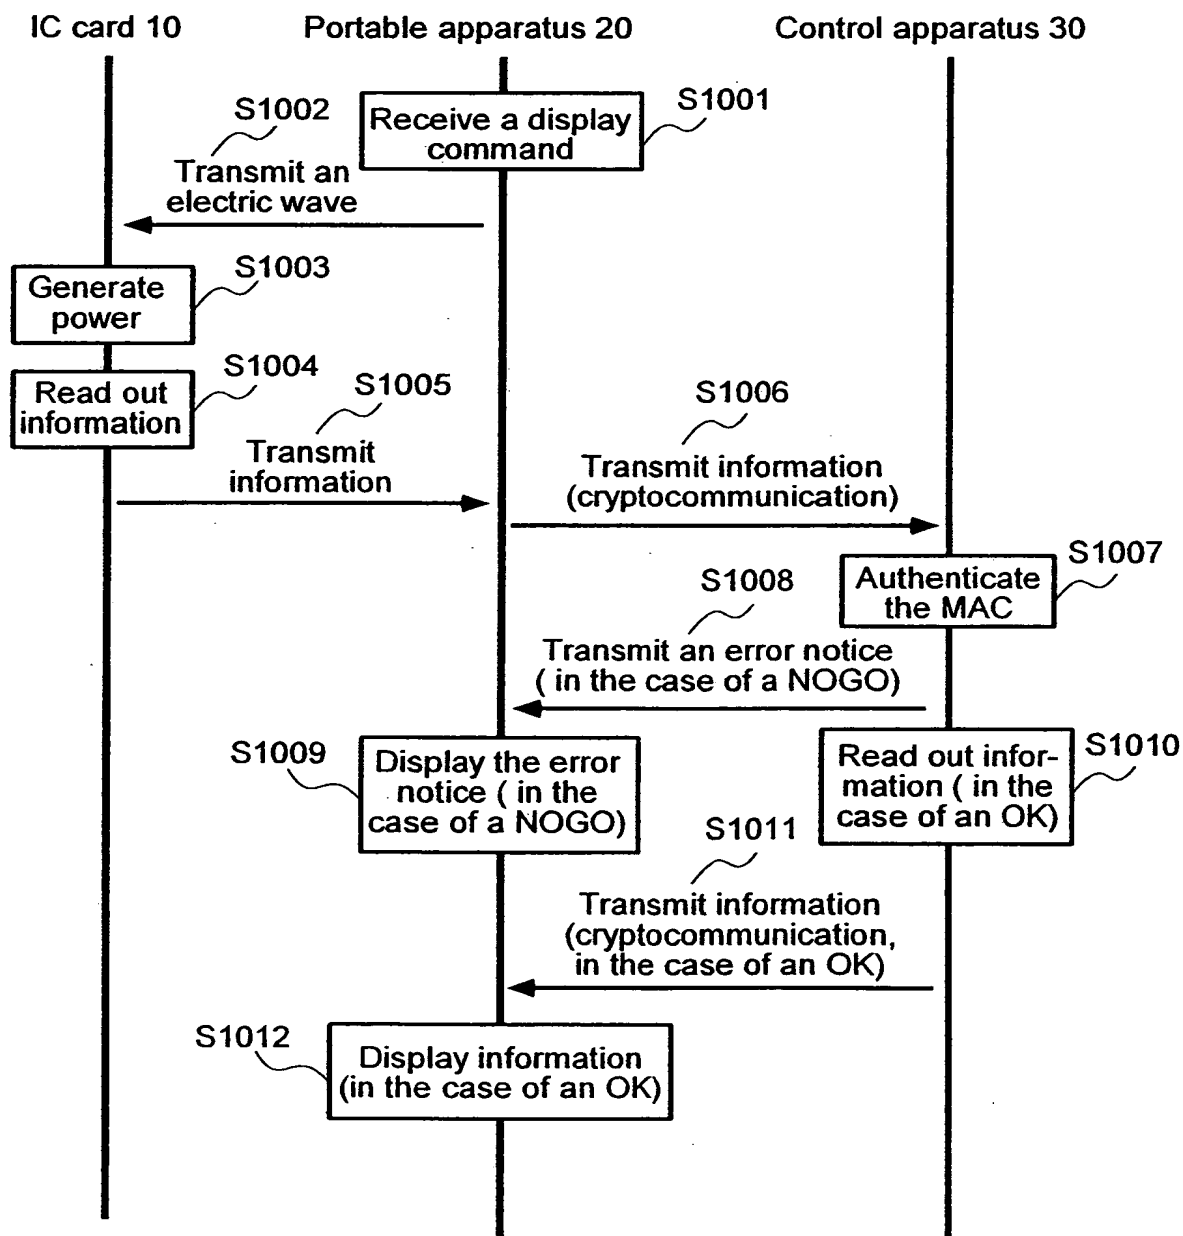 IC card 10
Portable apparatus 20
Control apparatus 30
S1001
Receive a display
command
S1002
Transmit an
electric wave
S1003
Generate
power
S1004
Read out
information
S1005
Transmit
information
S1006
Transmit information
(cryptocommunication)
S1007
Authenticate
the MAC
S1008
Transmit an error notice
( in the case of a NOGO)
S1009
Display the error
notice ( in the
case of a NOGO)
S1010
Read out infor-
mation ( in the
case of an OK)
S1011
Transmit information
(cryptocommunication,
in the case of an OK)
S1012
Display information
(in the case of an OK)